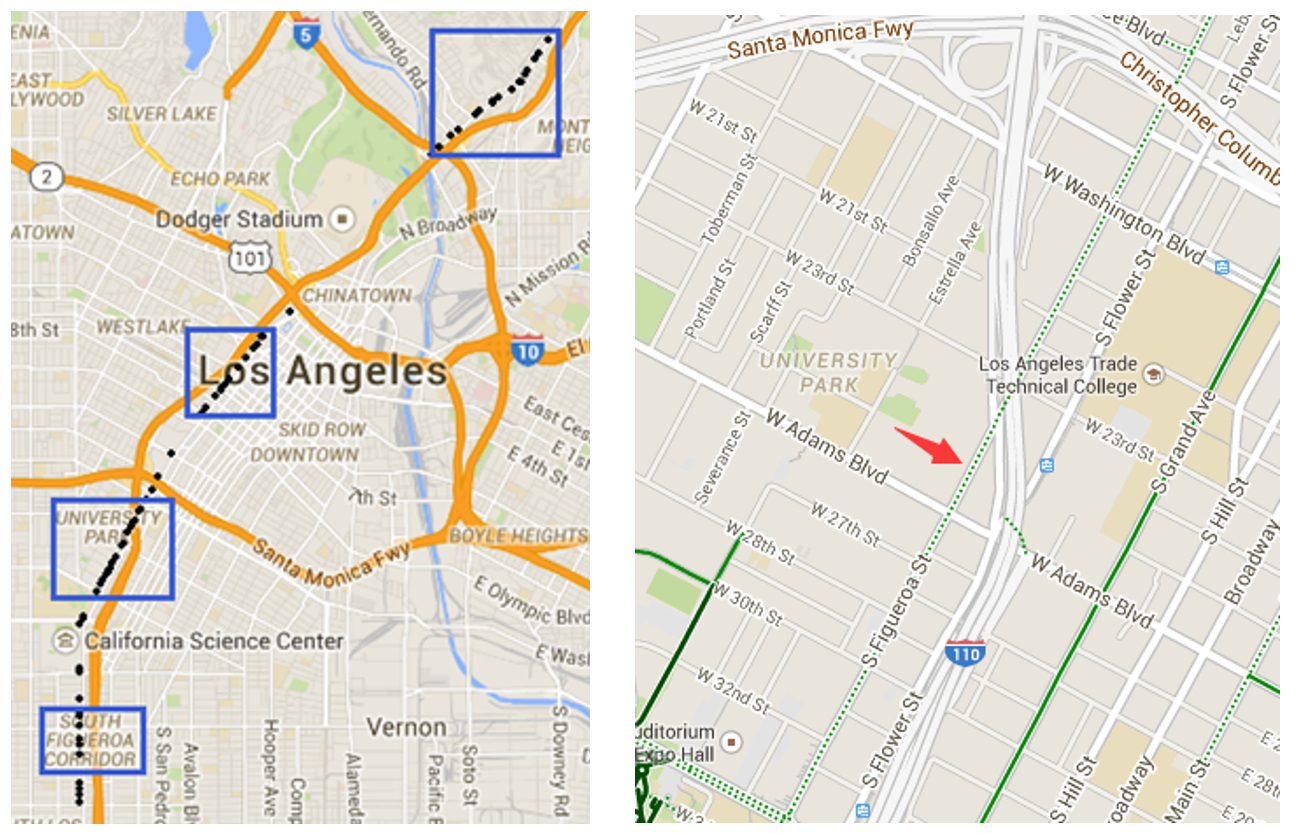 5
ernando Rd
ENIA
EAST
LYWOOD
SILVER LAKE
MONT
HEIG
2
ECHO PARK
Dodger Stadium
N Broadway
ATOWN
101
N Mission R
CHINATOWN
8th St
WESTLAKE
10
El
Los Angeles
East Ces
E 1st
SKID ROW
DOWNTOWN
E 4th St
7th St
UNIVERSITY
PARK
BOYLE HEIGHTS
Santa Monica Fwy
E Olympic Blvd
California Science Center
E Was
SOUTH
FIGUEROA
CORRIDOR
Vernon
S San Pedro
Avalon Bl
Hooper Ave
Comp
Alameda
Pacific
Soto St
S Downey Rd
Santa Monica Fwy
ce Blvd
S Flower St
Christopher Columb
W 21st St
Toberman St
W Washington Blvd
W 21st St
Bonsallo Ave
Estrella Ave
W 23rd St
Portland St
Scarff St
S Flower St
UNIVERSITY
PARK
Los Angeles Trade
Technical College
W Adams Blvd
Severance St
W 23rd St
S Grand Ave
W 27th St
W 28th St
S Hill St
W Adams Blvd
Broadway
W 30th St
S Figueroa St
110
W 32nd St
uditorium
Expo Hall
S Flower St
S Hill St
roadway
Main St
E 28th
E 29
W 3